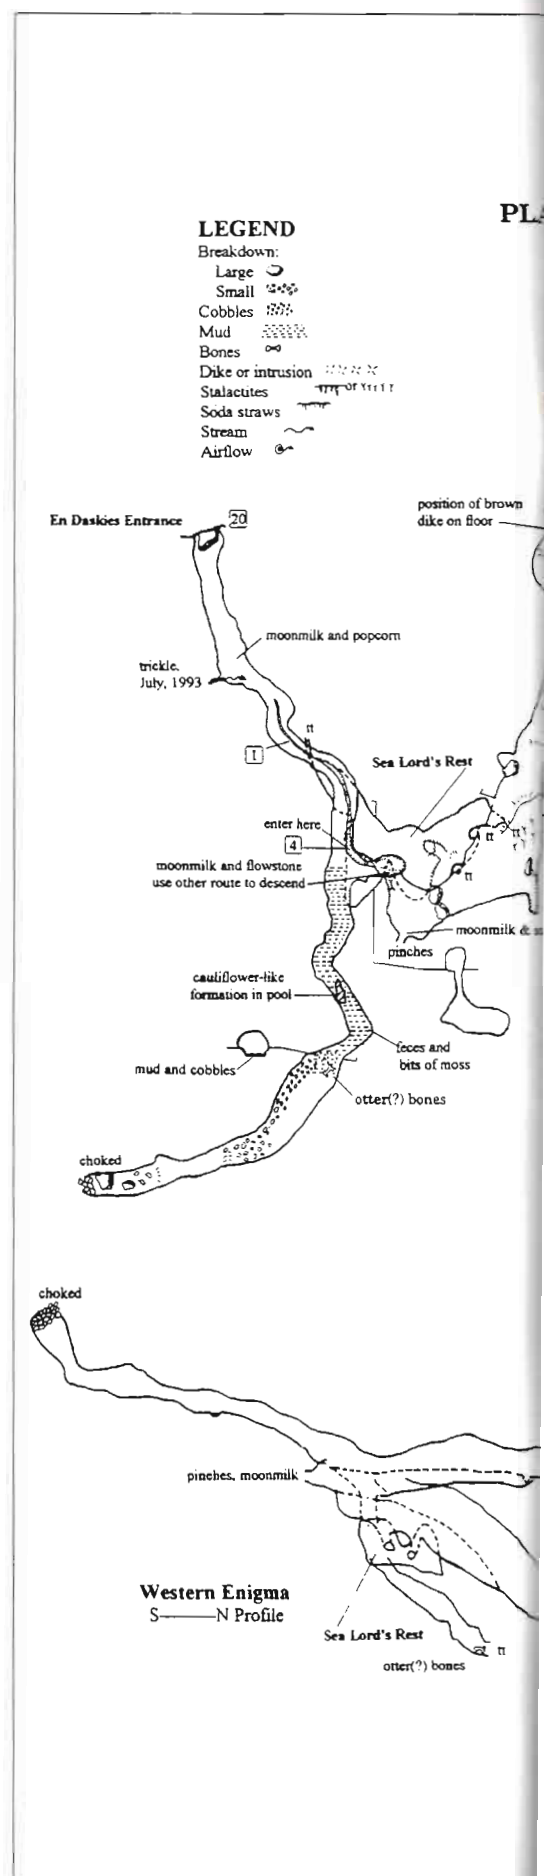 PLA
LEGEND
Breakdown:
Large
Small
Cobbles
Mud
Bones
Dike or intrusion
Stalactites or
Soda straws
Stream
Airflow
position of brown
dike on floor
En Daskies Entrance 20
moonmilk and popcorn
trickle,
July, 1993
tt
1
Sea Lord's Rest
enter here
4
tt
tt
moonmilk and flowstone
use other route to descend
tt
moonmilk &
pinches
cauliflower-like
formation in pool
feces and
bits of moss
mud and cobbles
otter(?) bones
choked
choked
pinches, moonmilk
Western Enigma
S N Profile
Sea Lord's Rest
tt
otter(?) bones